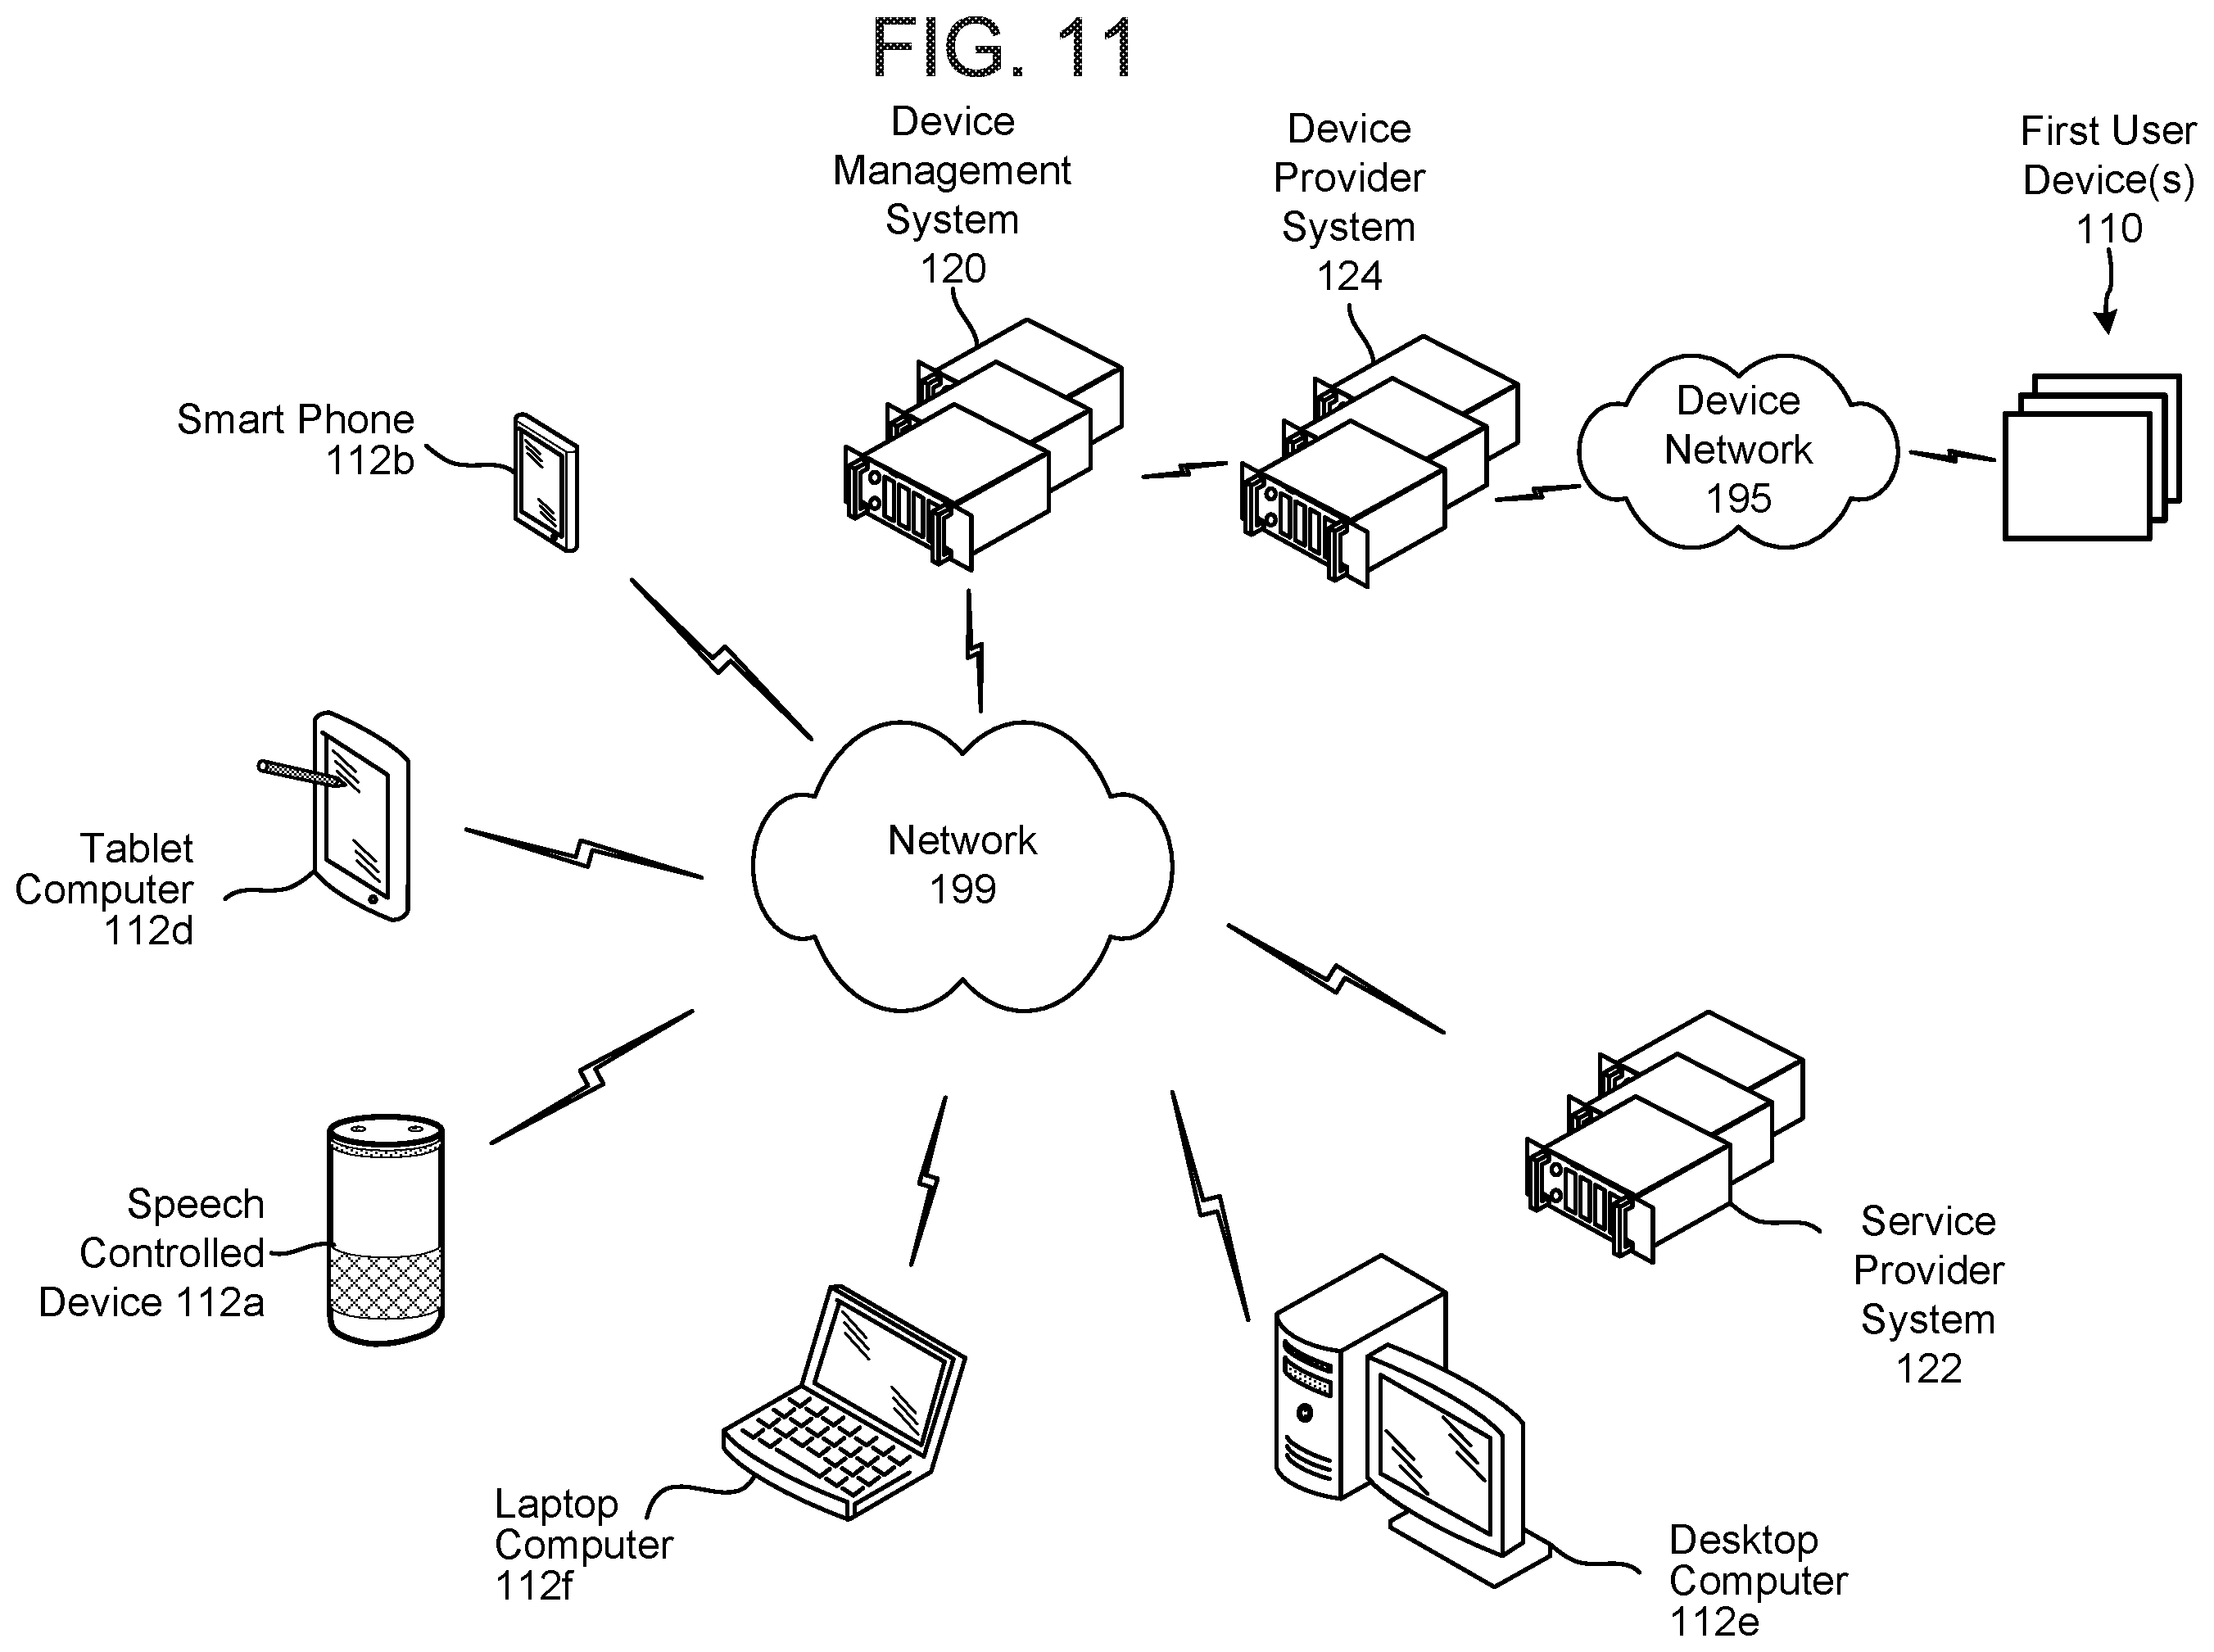 FIG. 11
Device
Management
System
120
Device
Provider
System
124
First User
Device(s)
110
Device
Network
195
Smart Phone
112b
Tablet
Computer
112d
Network
199
Speech
Controlled
Device 112a
Service
Provider
System
122
Laptop
Computer
112f
Desktop
Computer
112e